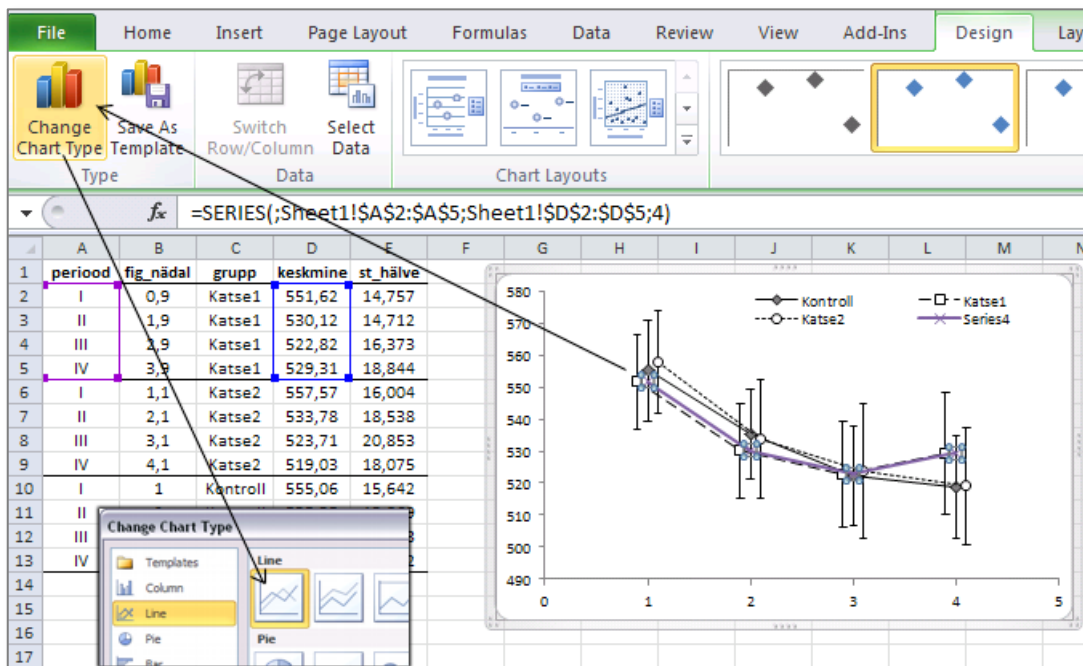 File Home Insert Page Layout Formulas Data Review View Add-Ins Design Lay
Change Chart Type
Save As Template
Switch Row/Column
Select Data
Type Data Chart Layouts
fx =SERIES(;Sheet1!$A$2:$A$5;Sheet1!$D$2:$D$5;4)
A B C D E F G H I J K L M N
1 periood fig_nädal grupp keskmine st_hälve
2 I 0,9 Katse1 551,62 14,757
3 II 1,9 Katse1 530,12 14,712
4 III 2,9 Katse1 522,82 16,373
5 IV 3,9 Katse1 529,31 18,844
6 I 1,1 Katse2 557,57 16,004
7 II 2,1 Katse2 533,78 18,538
8 III 3,1 Katse2 523,71 20,853
9 IV 4,1 Katse2 519,03 18,075
10 I 1 Kontroll 555,06 15,642
11 II
12 III
13 IV 2
14
15
16
17
Change Chart Type
Templates
Column
Line
Pie
Bar
Line
Pie
580
570
560
550
540
530
520
510
500
490
0 1 2 3 4 5
Kontroll Katse1
Katse2 Series4